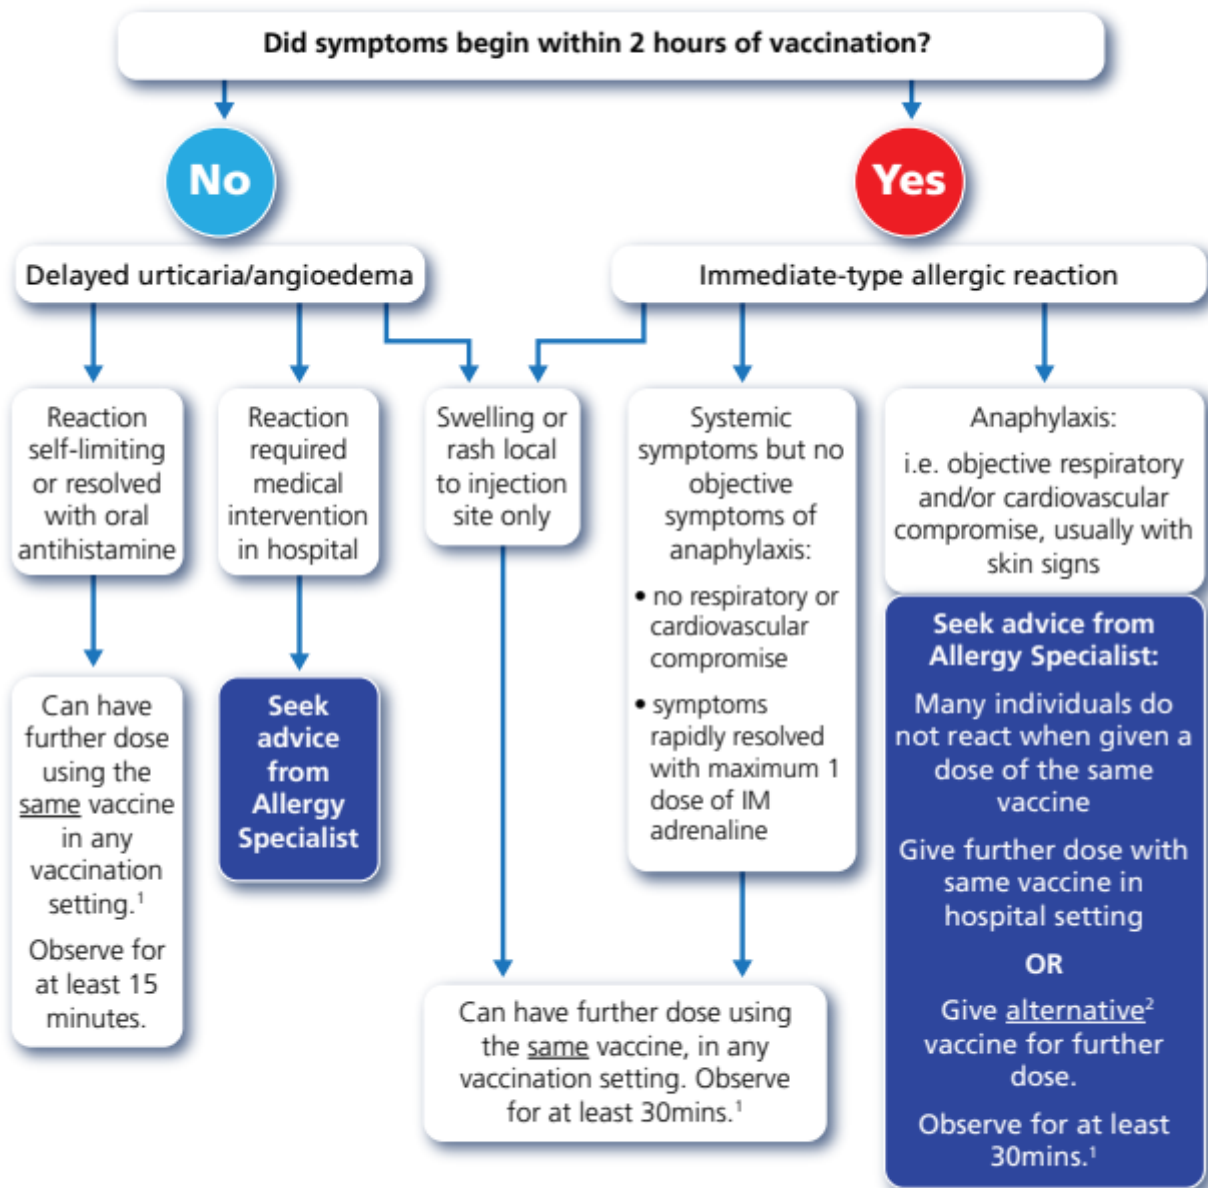 Did symptoms begin within 2 hours of vaccination?
No
Yes
Delayed urticaria/angioedema
Immediate-type allergic reaction
Reaction
self-limiting
or resolved
with oral
antihistamine
Reaction
required
medical
intervention
in hospital
Swelling or
rash local
to injection
site only
Systemic
symptoms but no
objective
symptoms of
anaphylaxis:
• no respiratory or
cardiovascular
compromise
• symptoms
rapidly resolved
with maximum 1
dose of IM
adrenaline
Anaphylaxis:
i.e. objective respiratory
and/or cardiovascular
compromise, usually with
skin signs
Can have
further dose
using the
same vaccine
in any
vaccination
setting.¹
Observe for
at least 15
minutes.
Seek
advice
from
Allergy
Specialist
Can have further dose using
the same vaccine, in any
vaccination setting. Observe
for at least 30mins.¹
Seek advice from
Allergy Specialist:
Many individuals do
not react when given a
dose of the same
vaccine
Give further dose with
same vaccine in
hospital setting
OR
Give alternative²
vaccine for further
dose.
Observe for at least
30mins.¹